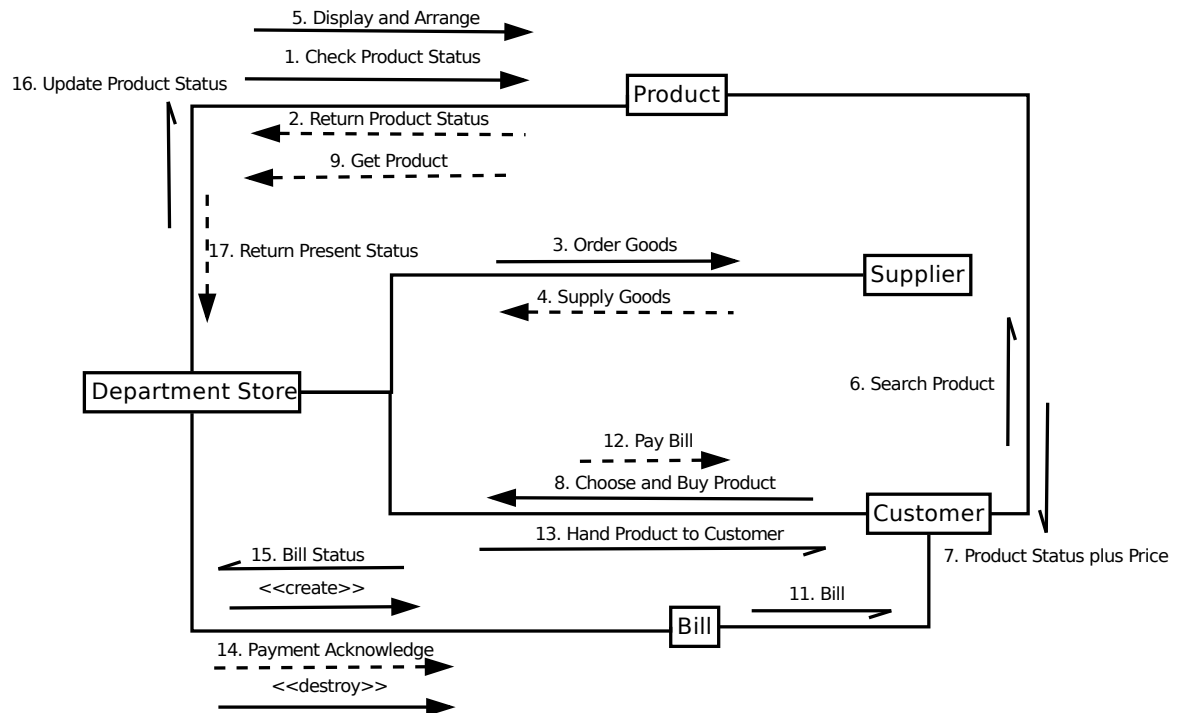 5. Display and Arrange
1. Check Product Status
16. Update Product Status
Product
2. Return Product Status
9. Get Product
17. Return Present Status
3. Order Goods
Supplier
4. Supply Goods
Department Store
6. Search Product
12. Pay Bill
8. Choose and Buy Product
Customer
13. Hand Product to Customer
15. Bill Status
7. Product Status plus Price
<<create>>
11. Bill
Bill
14. Payment Acknowledge
<<destroy>>